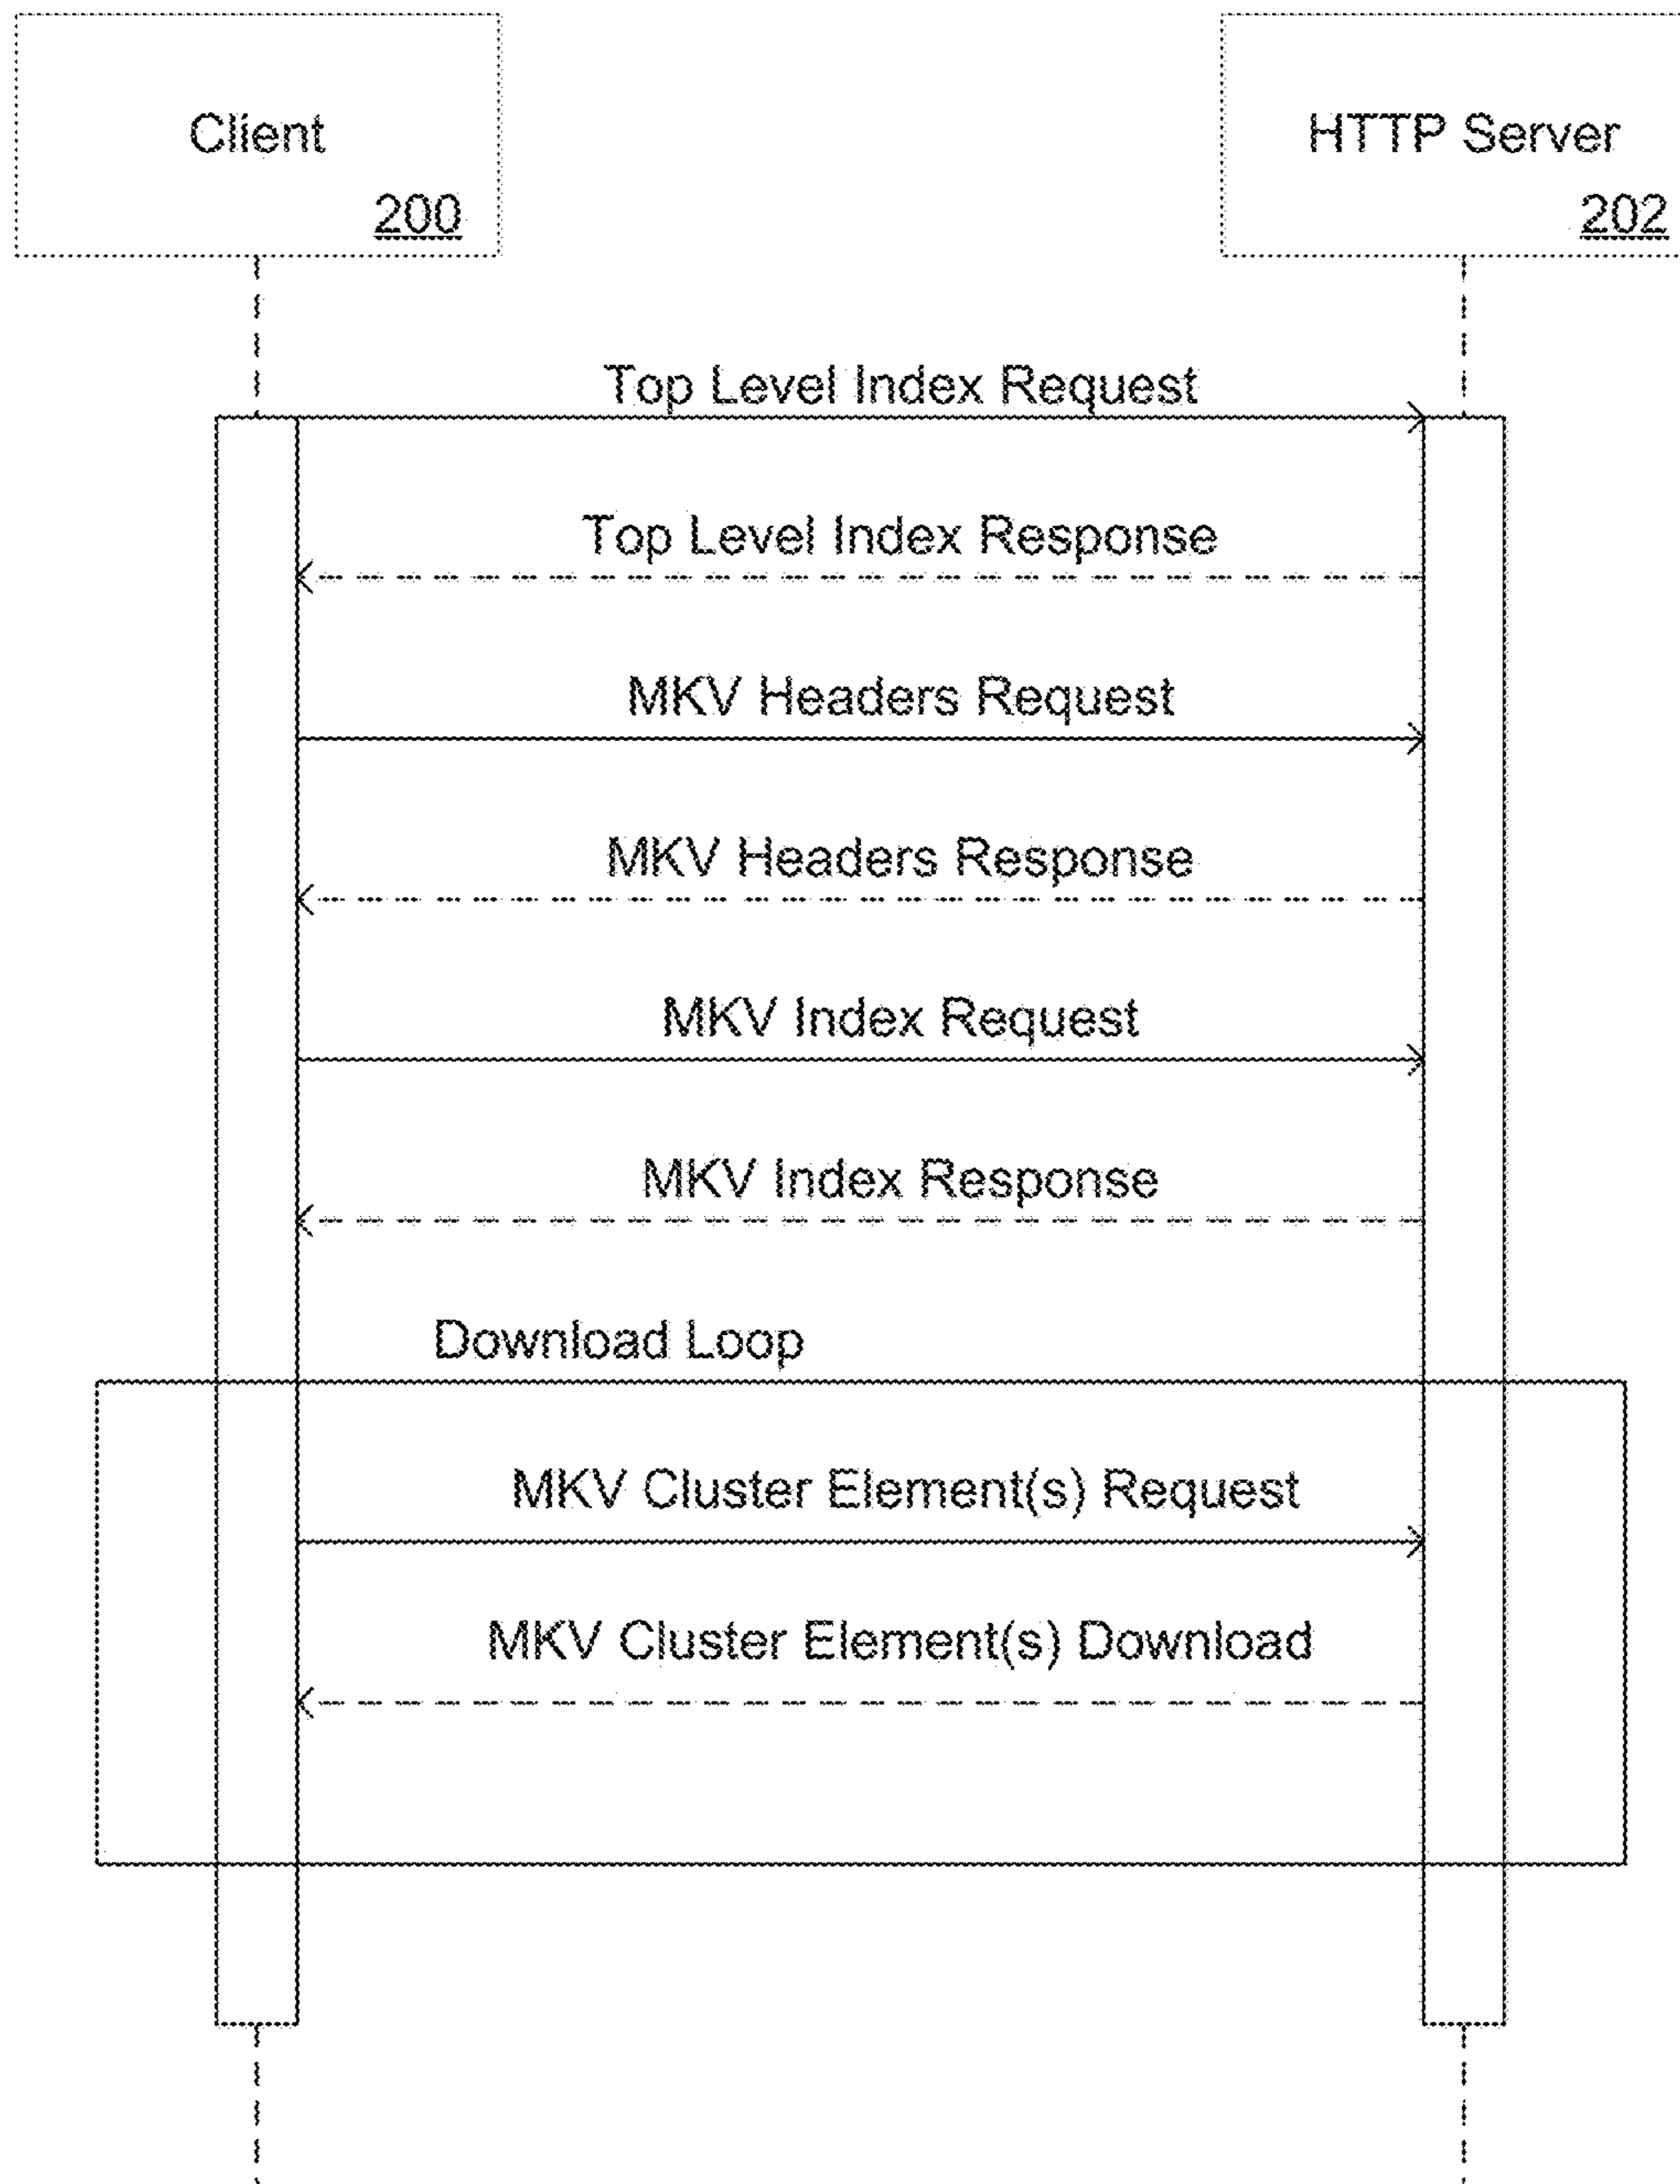 Client
200
HTTP Server
202
Top Level Index Request
Top Level Index Response
MKV Headers Request
MKV Headers Response
MKV Index Request
MKV Index Response
Download Loop
MKV Cluster Element(s) Request
MKV Cluster Element(s) Download